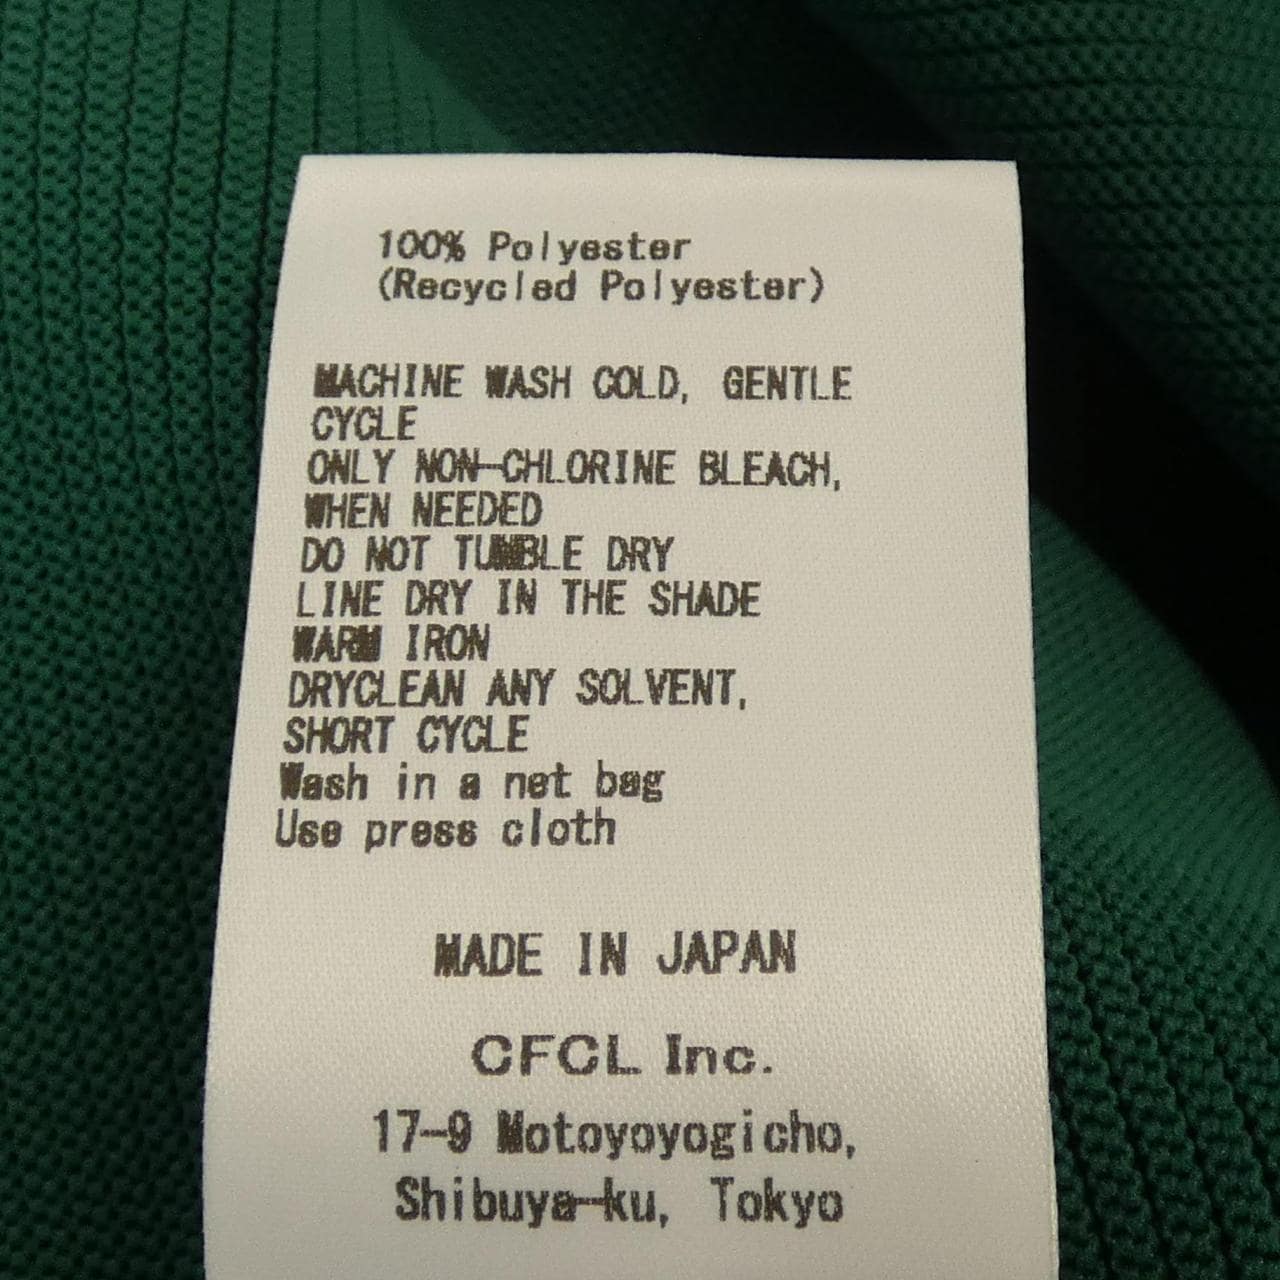 100% Polyester
(Recycled Polyester)
MACHINE WASH COLD, GENTLE
CYCLE
ONLY NON-CHLORINE BLEACH,
WHEN NEEDED
DO NOT TUMBLE DRY
LINE DRY IN THE SHADE
WARM IRON
DRYCLEAN ANY SOLVENT,
SHORT CYCLE
Wash in a net bag
Use press cloth
MADE IN JAPAN
CFCL Inc.
17-9 Motoyoyogicho,
Shibuya-ku, Tokyo